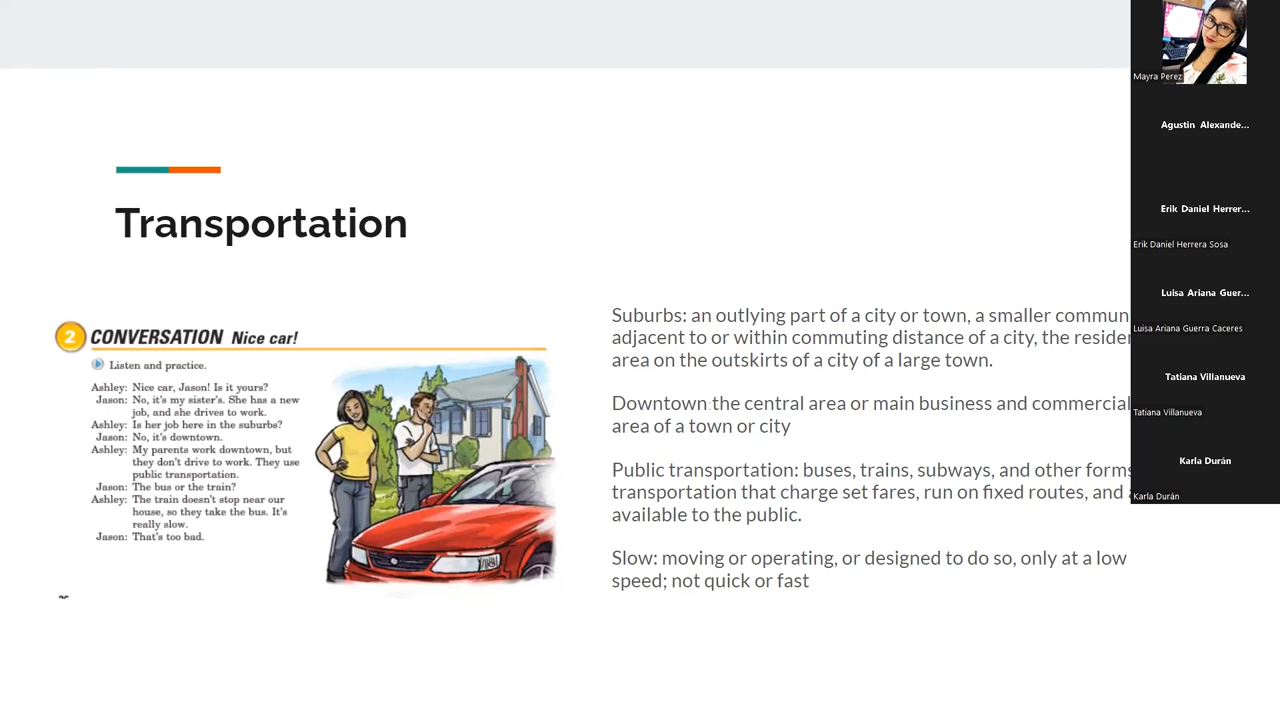 Transportation
2 CONVERSATION Nice car!
Listen and practice.
Ashley: Nice car, Jason! Is it yours?
Jason: No, it's my sister's. She has a new
job, and she drives to work.
Ashley: Is her job here in the suburbs?
Jason: No, it's downtown.
Ashley: My parents work downtown, but
they don't drive to work. They use
public transportation.
Jason: The bus or the train?
Ashley: The train doesn't stop near our
house, so they take the bus. It's
really slow.
Jason: That's too bad.
Suburbs: an outlying part of a city or town, a smaller commun
adjacent to or within commuting distance of a city, the residen
area on the outskirts of a city of a large town.
Downtown:the central area or main business and commercial
area of a town or city
Public transportation: buses, trains, subways, and other forms
transportation that charge set fares, run on fixed routes, and
available to the public.
Slow: moving or operating, or designed to do so, only at a low
speed; not quick or fast
Mayra Perez
Agustin Alexande...
Erik Daniel Herrer...
Erik Daniel Herrera Sosa
Luisa Ariana Guer...
Luisa Ariana Guerra Caceres
Tatiana Villanueva
Tatiana Villanueva
Karla Durán
Karla Durán